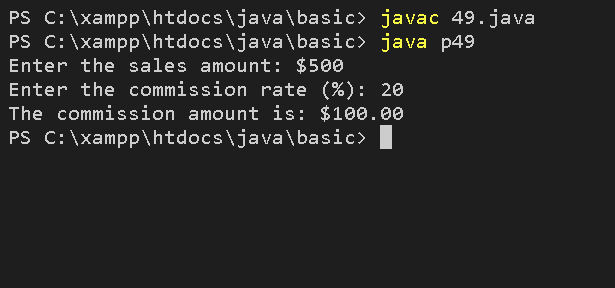 PS C:\xampp\htdocs\java\basic> javac 49.java
PS C:\xampp\htdocs\java\basic> java p49
Enter the sales amount: $500
Enter the commission rate (%): 20
The commission amount is: $100.00
PS C:\xampp\htdocs\java\basic>